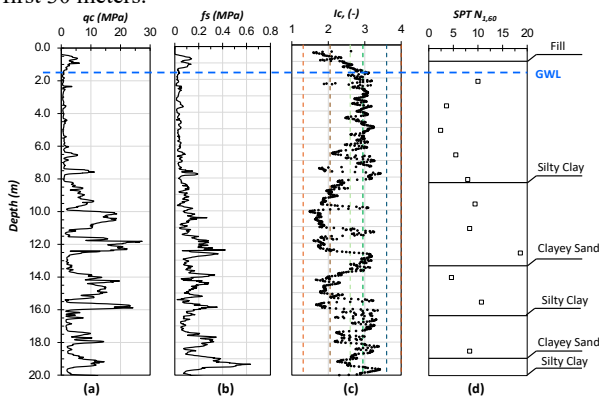 first 30 meters.
qc (MPa) fs (MPa) Ic, (-) SPT N1,60
0 10 20 30 0 0.2 0.4 0.6 0.8 1 2 3 4 0 5 10 15 20
0.0 Fill
GWL
2.0
4.0
6.0
Silty Clay
8.0
10.0
Depth (m)
12.0
Clayey Sand
14.0
Silty Clay
16.0
Clayey Sand
18.0
Silty Clay
20.0
(a) (b) (c) (d)